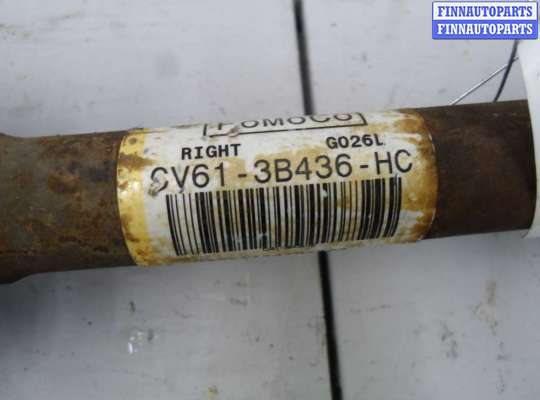 FINNAUTOPARTS
FINNAUTOPARTS
FoMoCo
RIGHT G026L
CV61-3B436-HC